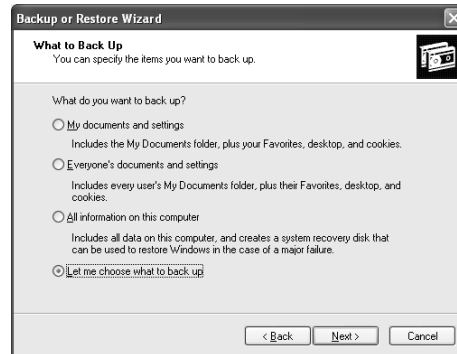 Backup or Restore Wizard
What to Back Up
You can specify the items you want to back up.
What do you want to back up?
My documents and settings
Includes the My Documents folder, plus your Favorites, desktop, and cookies.
Everyone's documents and settings
Includes every user's My Documents folder, plus their Favorites, desktop, and
cookies.
All information on this computer
Includes all data on this computer, and creates a system recovery disk that
can be used to restore Windows in the case of a major failure.
Let me choose what to back up
< Back Next > Cancel